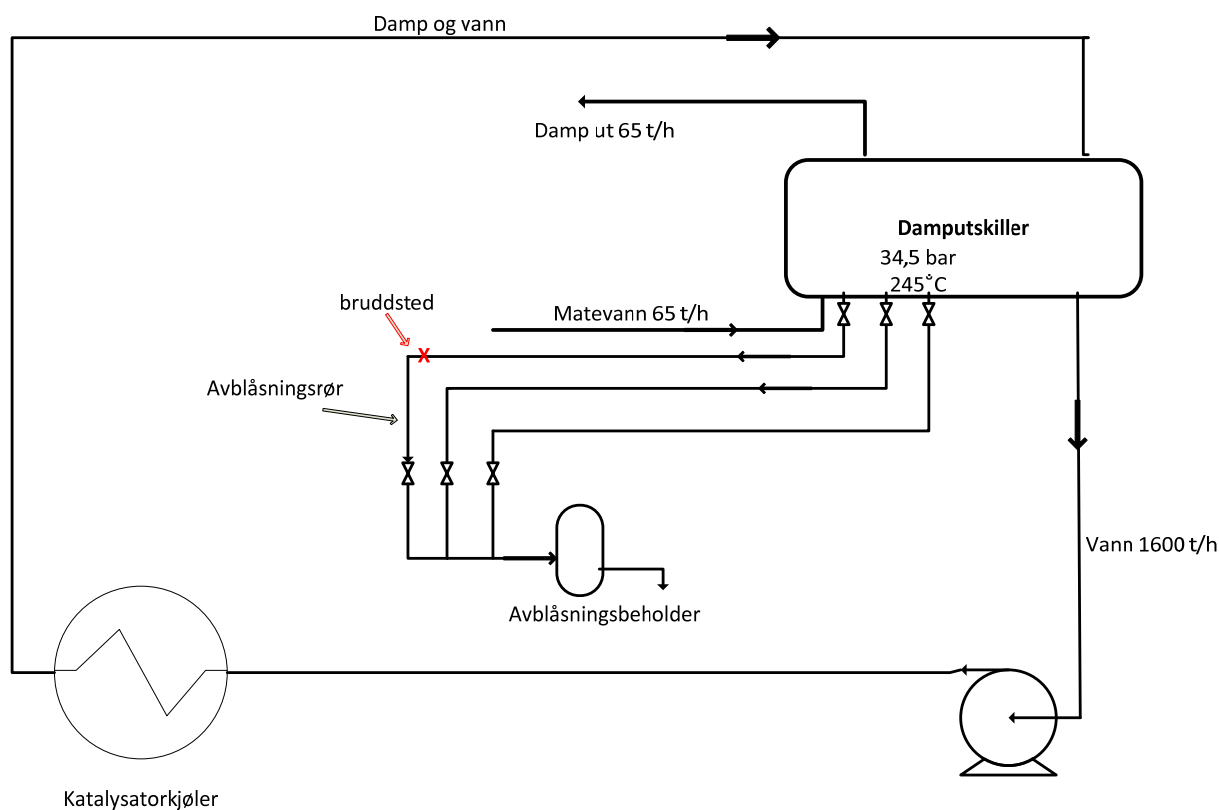 Damp og vann
Damp ut 65 t/h
Damputskiller
34,5 bar
245°C
bruddsted
Matevann 65 t/h
X
Avblåsningsrør
Vann 1600 t/h
Avblåsningsbeholder
Katalysatorkjøler